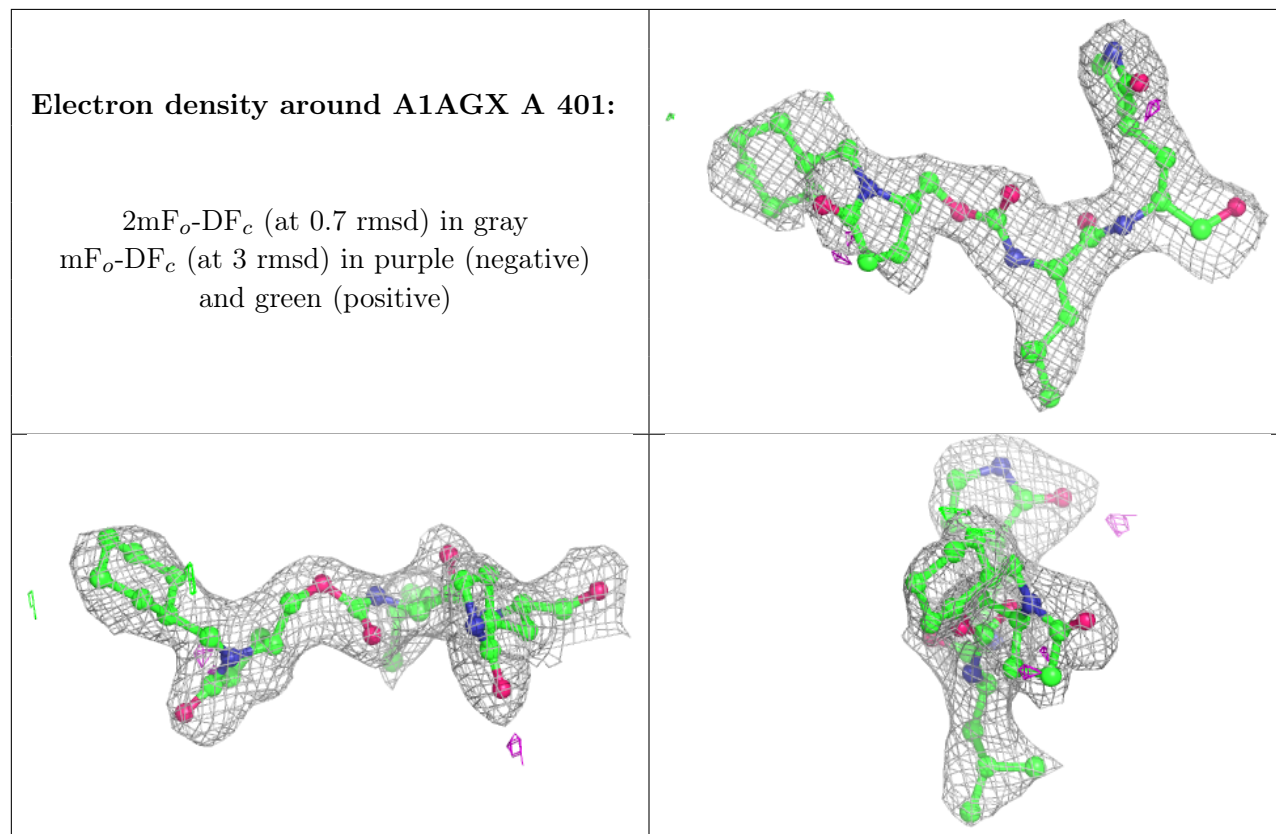 Electron density around A1AGX A 401:
2mFo-DFc (at 0.7 rmsd) in gray
mFo-DFc (at 3 rmsd) in purple (negative)
and green (positive)